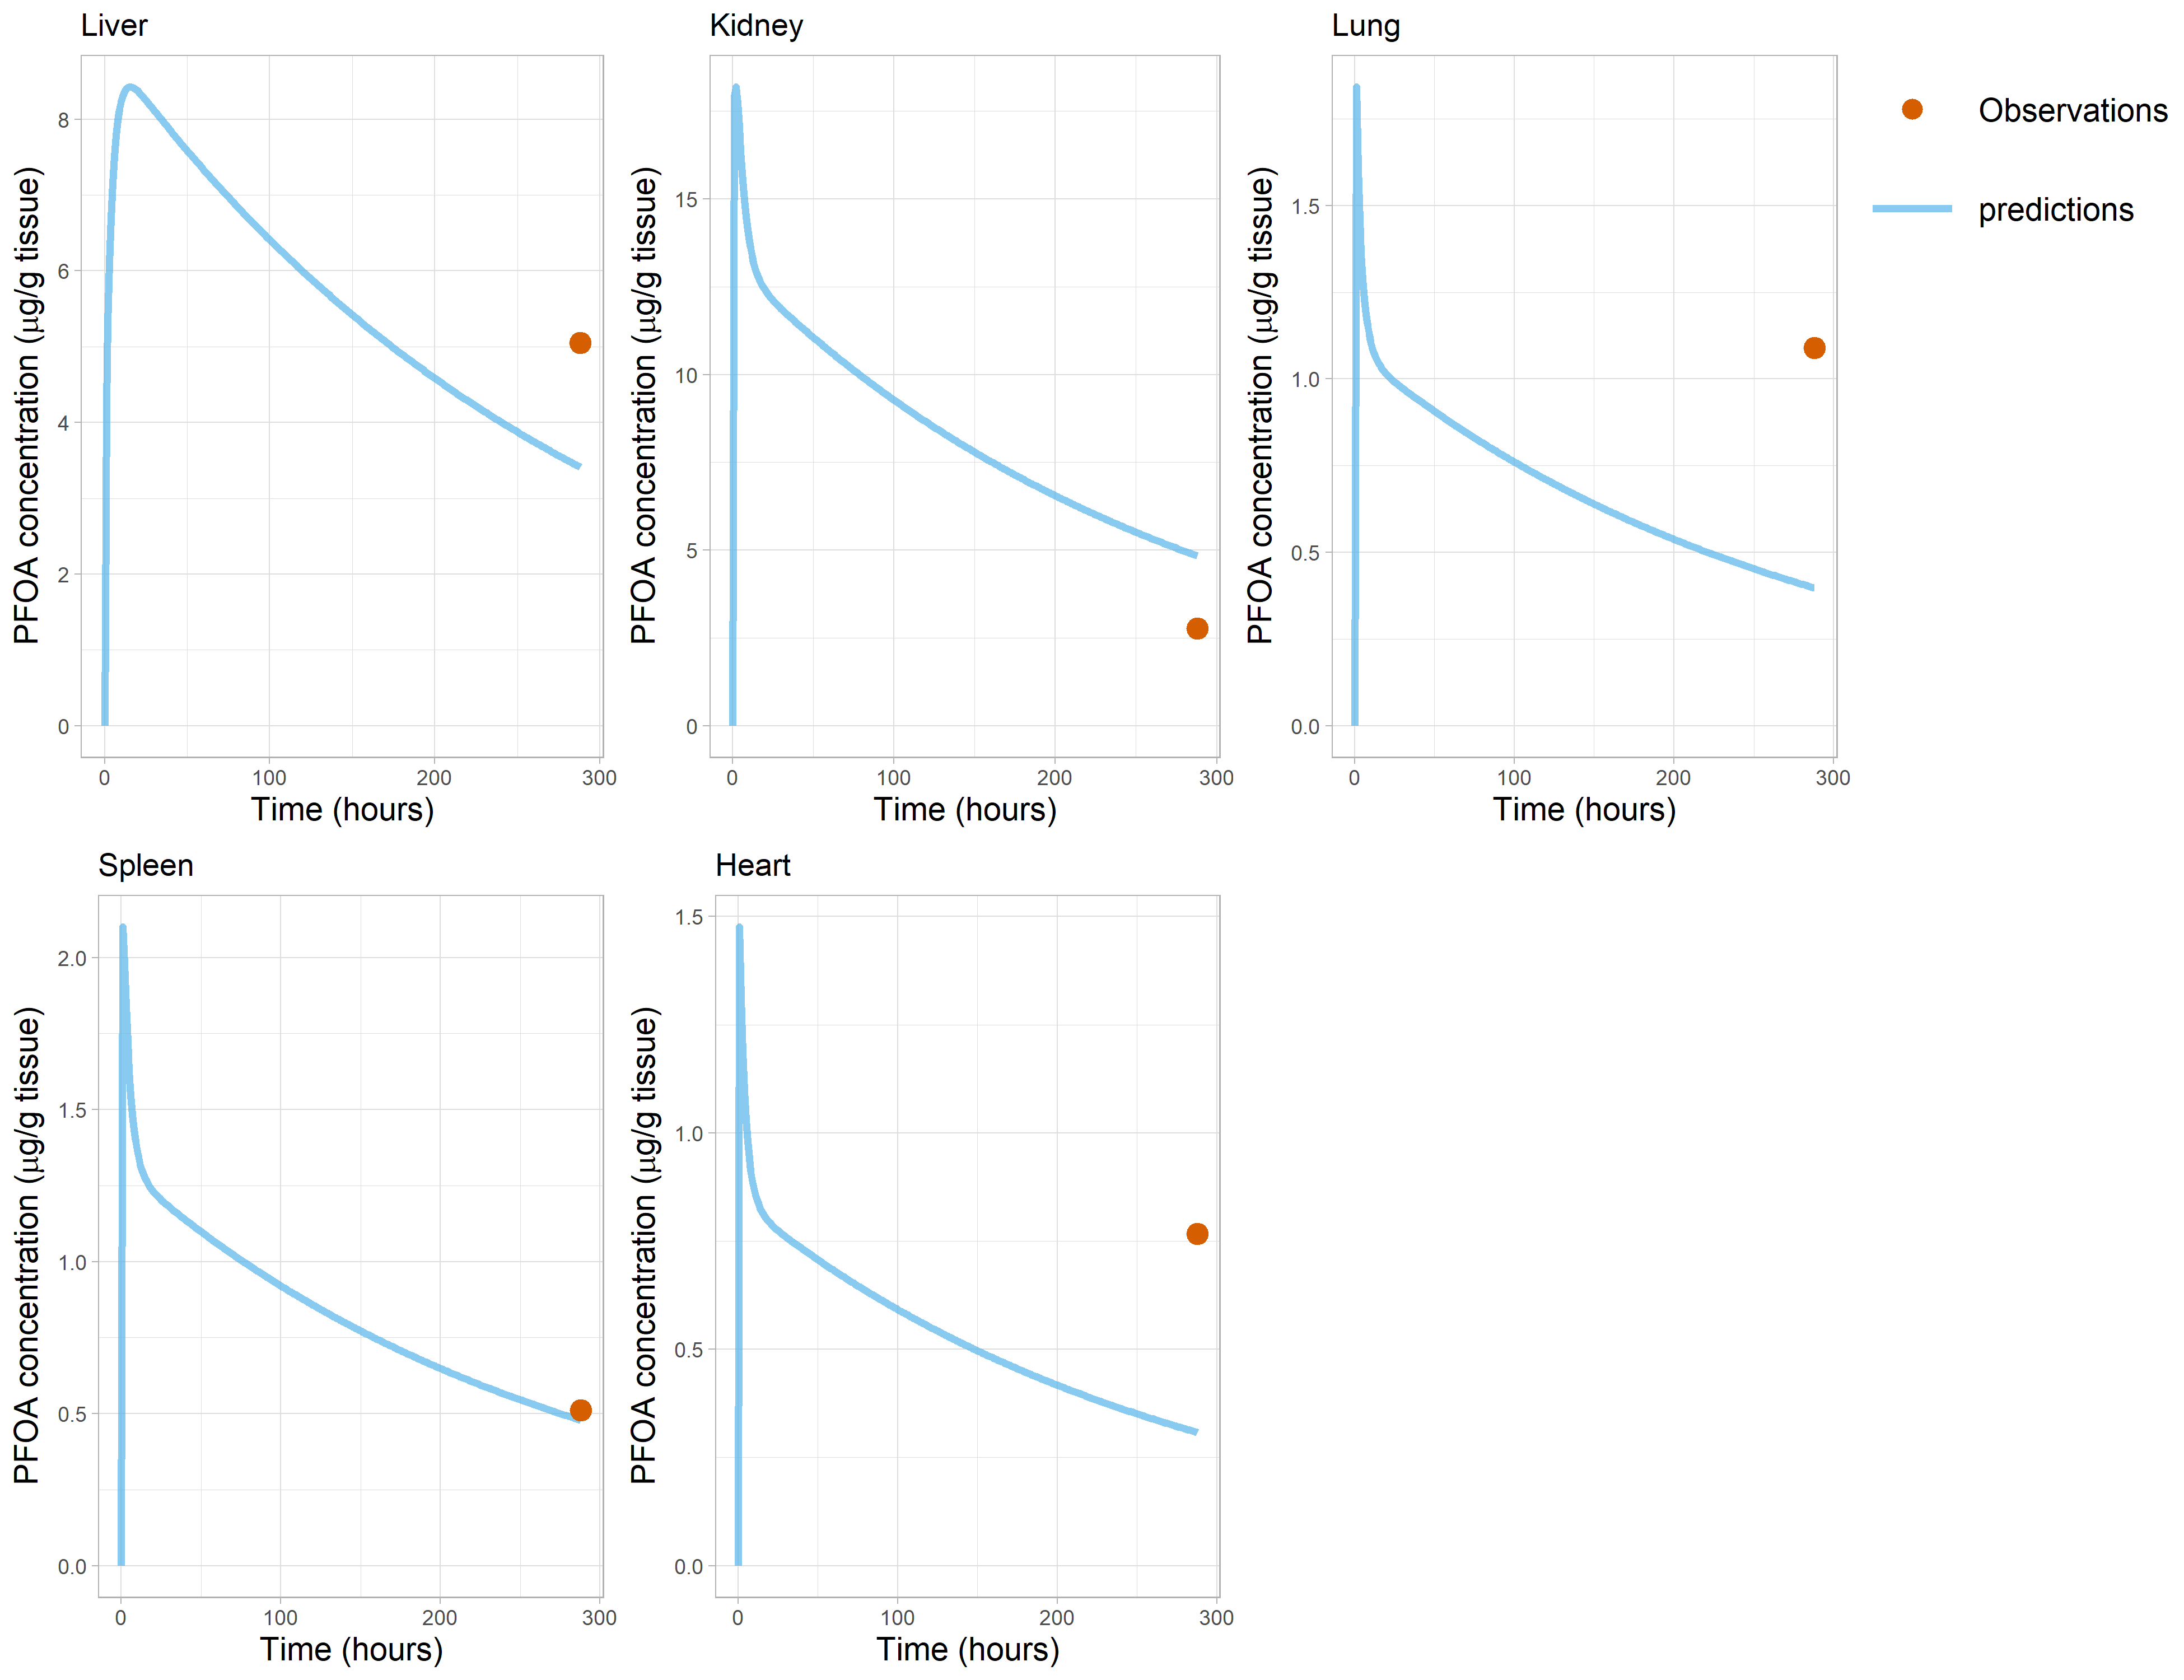 Liver
PFOA concentration (μg/g tissue)
8
6
4
2
0
0 100 200 300
Time (hours)
Kidney
PFOA concentration (μg/g tissue)
15
10
5
0
0 100 200 300
Time (hours)
Lung
PFOA concentration (μg/g tissue)
1.5
1.0
0.5
0.0
0 100 200 300
Time (hours)
Observations
predictions
Spleen
PFOA concentration (μg/g tissue)
2.0
1.5
1.0
0.5
0.0
0 100 200 300
Time (hours)
Heart
PFOA concentration (μg/g tissue)
1.5
1.0
0.5
0.0
0 100 200 300
Time (hours)